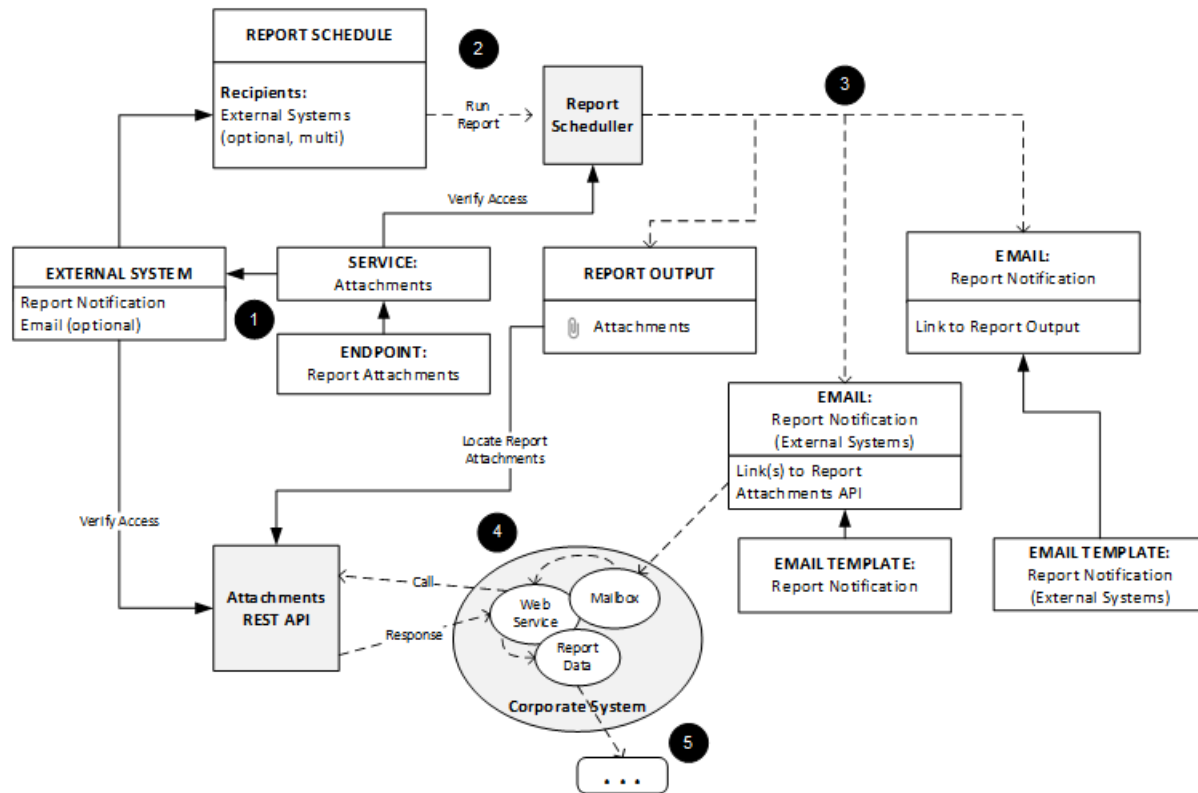 REPORT SCHEDULE
Recipients:
External Systems
(optional, multi)
2
Run
Report
Report
Scheduller
3
Verify Access
EXTERNAL SYSTEM
Report Notification
Email (optional)
1
SERVICE:
Attachments
ENDPOINT:
Report Attachments
REPORT OUTPUT
Attachments
EMAIL:
Report Notification
Link to Report Output
EMAIL:
Report Notification
(External Systems)
Link(s) to Report
Attachments API
Locate Report
Attachments
Verify Access
4
EMAIL TEMPLATE:
Report Notification
EMAIL TEMPLATE:
Report Notification
(External Systems)
Attachments
REST API
Call
Response
Web
Service
Mailbox
Report
Data
Corporate System
5
...